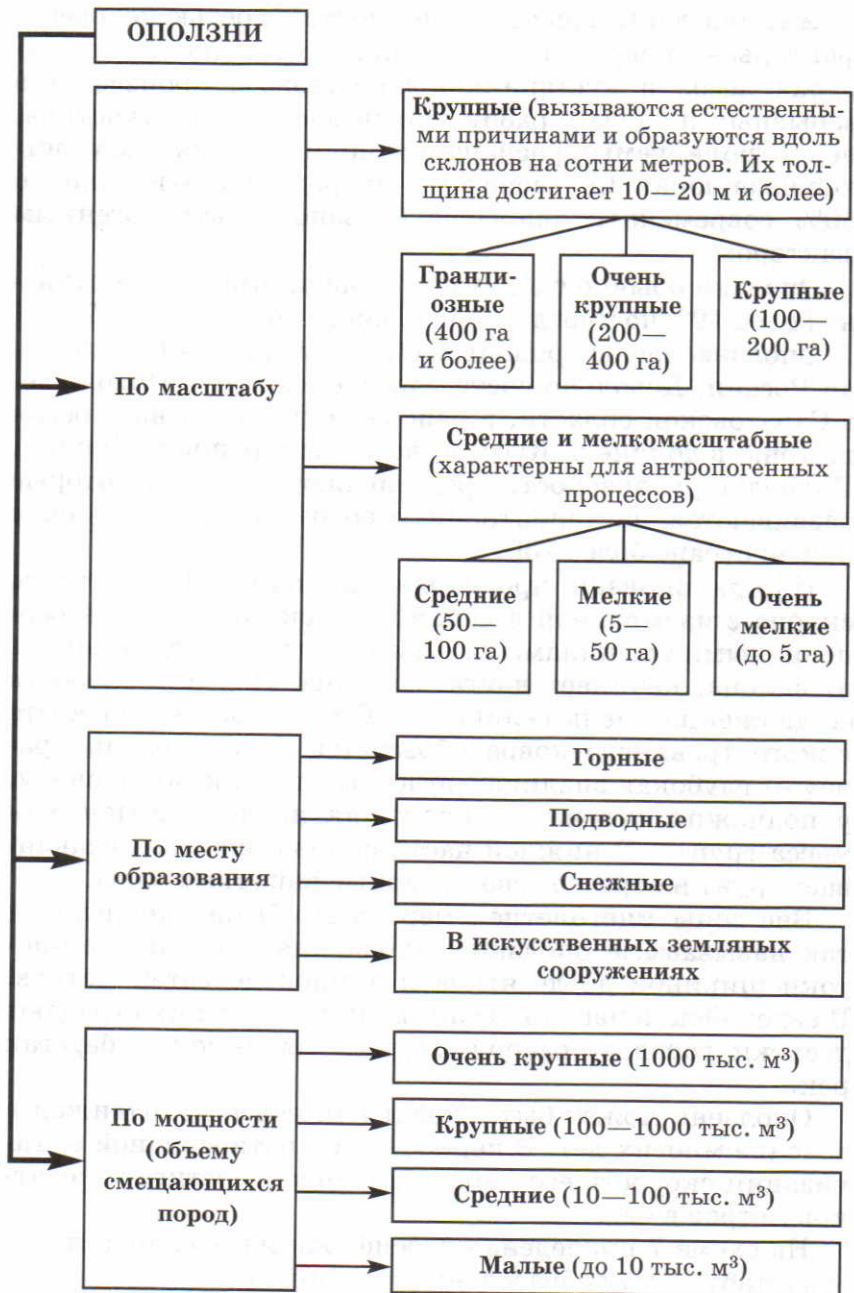 ОПОЛЗНИ
По масштабу
Крупные (вызываются естественны-
ми причинами и образуются вдоль
склонов на сотни метров. Их тол-
щина достигает 10—20 м и более)
Гранди-
озные
(400 га
и более)
Очень
крупные
(200—
400 га)
Крупные
(100—
200 га)
Средние и мелкомасштабные
(характерны для антропогенных
процессов)
Средние
(50—
100 га)
Мелкие
(5—
50 га)
Очень
мелкие
(до 5 га)
По месту
образования
Горные
Подводные
Снежные
В искусственных земляных
сооружениях
По мощности
(объему
смещающихся
пород)
Очень крупные (1000 тыс. м³)
Крупные (100—1000 тыс. м³)
Средние (10—100 тыс. м³)
Малые (до 10 тыс. м³)